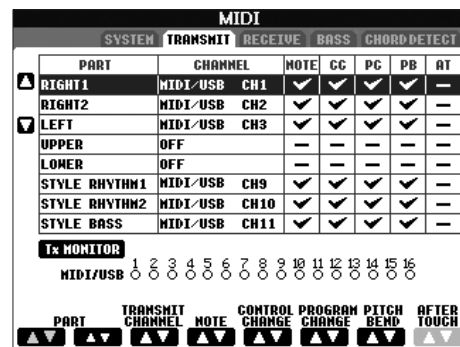 MIDI
SYSTEM TRANSMIT RECEIVE BASS CHORD DETECT
PART CHANNEL NOTE CC PC PB AT
RIGHT1 MIDI/USB CH1
RIGHT2 MIDI/USB CH2
LEFT MIDI/USB CH3
UPPER OFF
LOWER OFF
STYLE RHYTHM1 MIDI/USB CH9
STYLE RHYTHM2 MIDI/USB CH10
STYLE BASS MIDI/USB CH11
Tx MONITOR
1 2 3 4 5 6 7 8 9 10 11 12 13 14 15 16
MIDI/USB
PART TRANSMIT CHANNEL NOTE CONTROL CHANGE PROGRAM CHANGE PITCH BEND AFTER TOUCH